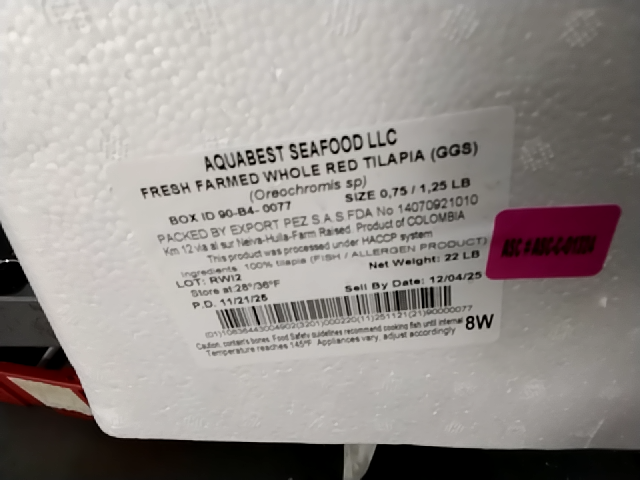 AQUABEST SEAFOOD LLC
FRESH FARMED WHOLE RED TILAPIA (GGS)
(Oreochromis sp)
BOX ID 90-B4-0077 SIZE 0,75 / 1,25 LB
PACKED BY EXPORT PEZ S.A.S.FDA No 14070921010
Km 12 vía al sur Neiva-Huila-Farm Raised. Product of COLOMBIA
This product was processed under HACCP system
Ingredients: 100% tilapia (FISH / ALLERGEN PRODUCT)
LOT: RWI2 Net Weight: 22 LB
Store at:28°/36°F
P.D. 11/21/25 Sell By Date: 12/04/25
Caution, contains bones. Food Safety guidelines recommend cooking fish until internal
Temperature reaches 145ºF. Appliances vary, adjust accordingly
8W